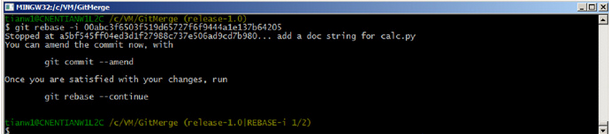 MINGW32:/c/VM/GitMerge
tianwl@CNENTIANWL2C /c/VM/GitMerge (release-1.0)
$ git rebase -i 00abc3f6503f519d65727f6f9444a1e137b64205
Stopped at a5bf545ff04ed3d1f27988c737e506ad9cd7b980... add a doc string for calc.py
You can amend the commit now, with
git commit --amend
Once you are satisfied with your changes, run
git rebase --continue
tianwl@CNENTIANWL2C /c/VM/GitMerge (release-1.0|REBASE-i 1/2)
$